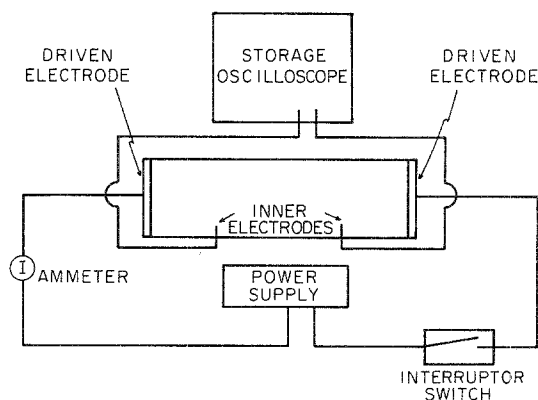 STORAGE
OSCILLOSCOPE
DRIVEN
ELECTRODE
DRIVEN
ELECTRODE
INNER
ELECTRODES
I
AMMETER
POWER
SUPPLY
INTERRUPTOR
SWITCH